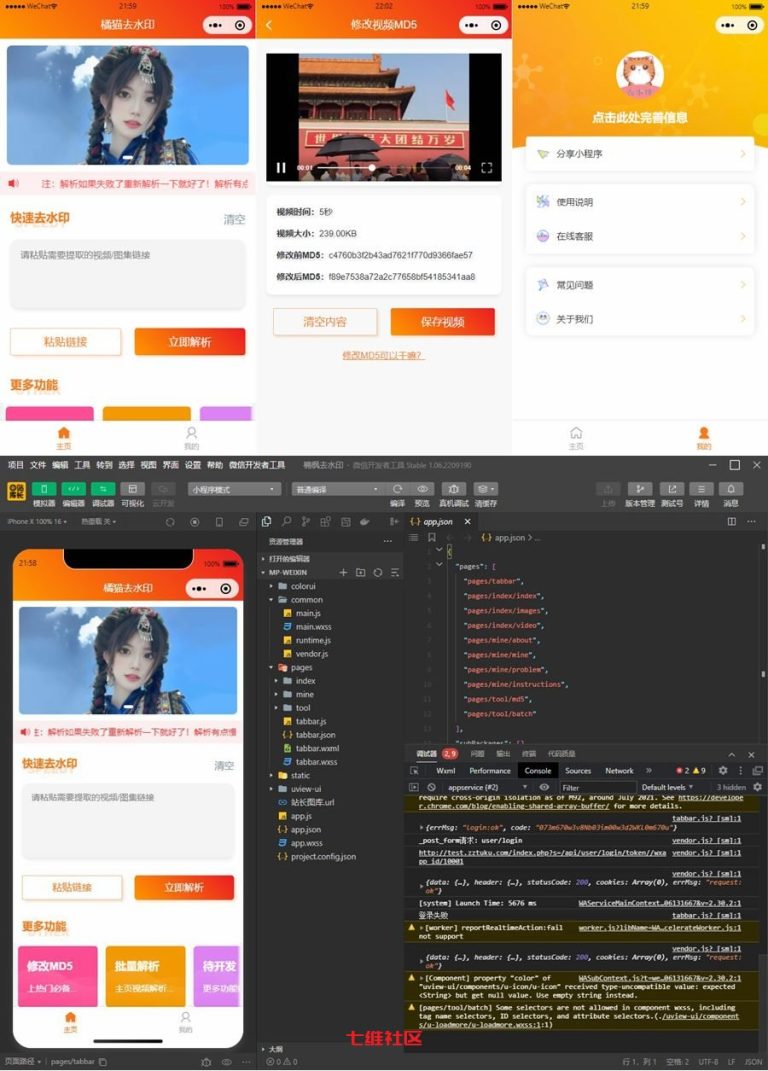 ●●●●● WeChat 21:59 100%
橘猫去水印
注：解析如果失败了重新解析一下就好了！解析有点
快速去水印
清空
请粘贴需要提取的视频/图集链接
粘贴链接
立即解析
更多功能
主页
我的
●●●●● WeChat 22:02 100%
修改视频MD5
世界人民大团结万岁
00:01
00:04
视频时间：5秒
视频大小：239.00KB
修改前MD5：c4760b3f2b43ad7621f770d9366fae57
修改后MD5：f89e7538a72a2c77658bf54185341aa8
清空内容
保存视频
修改MD5可以干嘛？
●●●●● WeChat 21:59 100%
点击此处完善信息
分享小程序
使用说明
在线客服
常见问题
关于我们
主页
我的
项目 文件 编辑 工具 转到 选择 视图 界面 设置 帮助 微信开发者工具
橘枫去水印 - 微信开发者工具 Stable 1.06.2209190
模拟器 编辑器 调试器 可视化 云开发
小程序模式
普通编译
编译 预览 真机调试 清缓存
上传 版本管理 测试号 详情 消息
iPhone X 100% 16
热重载 关
21:58 100%
橘猫去水印
注：解析如果失败了重新解析一下就好了！解析有点慢
快速去水印
清空
请粘贴需要提取的视频/图集链接
粘贴链接
立即解析
更多功能
修改MD5
上热门必备...
批量解析
主页视频解析...
待开发
更多功能
主页
我的
页面路径
pages/tabbar
资源管理器
打开的编辑器
MP-WEIXIN
colorui
common
main.js
main.wxss
runtime.js
vendor.js
pages
index
mine
tool
tabbar.js
tabbar.json
tabbar.wxml
tabbar.wxss
static
uview-ui
站长图库.url
app.js
app.json
app.wxss
project.config.json
大纲
0 0
app.json
app.json > ...
1 {
2 "pages": [
3 "pages/tabbar",
4 "pages/index/index",
5 "pages/index/images",
6 "pages/index/video",
7 "pages/mine/about",
8 "pages/mine/mine",
9 "pages/mine/problem",
10 "pages/mine/instructions",
11 "pages/tool/md5",
12 "pages/tool/batch"
13 ],
14 "subPackages": []
调试器 2, 9 问题 输出 终端 代码质量
Wxml Performance Console Sources Network » 2 9
appservice (#2) Filter Default levels 3 hidden
require cross-origin isolation as of M92, around July 2021. See https://develope
r.chrome.com/blog/enabling-shared-array-buffer/ for more details.
tabbar.js? [sm]:1
{errMsg: "login:ok", code: "073m670w3v8Nb03im00w3d2WXL0m670u"}
_post_form请求：user/login vendor.js? [sm]:1
http://test.zztuku.com/index.php?s=/api/user/login/token//wxa
pp_id/10001
vendor.js? [sm]:1
{data: {…}, header: {…}, statusCode: 200, cookies: Array(0), errMsg: "request:
ok"}
[system] Launch Time: 5676 ms WAServiceMainContext…06131667&v=2.30.2:1
登录失败 tabbar.js? [sm]:1
[worker] reportRealtimeAction:fail worker.js?libName=WA…celerateWorker.js:1
not support
vendor.js? [sm]:1
{data: {…}, header: {…}, statusCode: 200, cookies: Array(0), errMsg: "request:
ok"}
[Component] property "color" of WASubContext.js?t=we…06131667&v=2.30.2:1
"uview-ui/components/u-icon/u-icon" received type-uncompatible value: expected
<String> but get null value. Use empty string instead.
[pages/tool/batch] Some selectors are not allowed in component wxss, including
tag name selectors, ID selectors, and attribute selectors.(./uview-ui/component
s/u-loadmore/u-loadmore.wxss:1:1)
行 1，列 1 空格: 2 UTF-8 LF JSON
七维社区